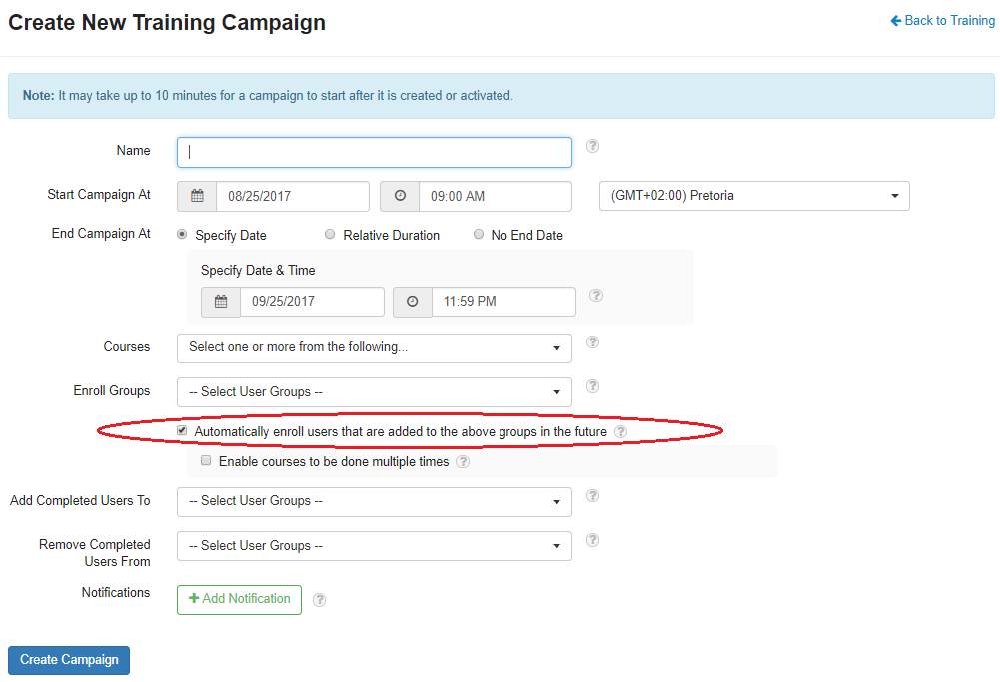 Create New Training Campaign
Back to Training
Note: It may take up to 10 minutes for a campaign to start after it is created or activated.
Name
?
Start Campaign At 08/25/2017 09:00 AM (GMT+02:00) Pretoria
End Campaign At Specify Date Relative Duration No End Date
Specify Date & Time
09/25/2017 11:59 PM ?
Courses Select one or more from the following... ?
Enroll Groups -- Select User Groups -- ?
Automatically enroll users that are added to the above groups in the future ?
Enable courses to be done multiple times ?
Add Completed Users To -- Select User Groups -- ?
Remove Completed -- Select User Groups -- ?
Users From
Notifications + Add Notification ?
Create Campaign